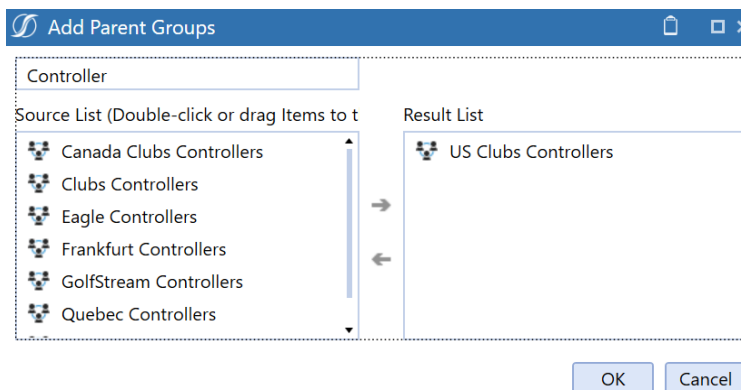 Add Parent Groups
Controller
Source List (Double-click or drag Items to t
Result List
Canada Clubs Controllers
Clubs Controllers
Eagle Controllers
Frankfurt Controllers
GolfStream Controllers
Quebec Controllers
US Clubs Controllers
OK
Cancel